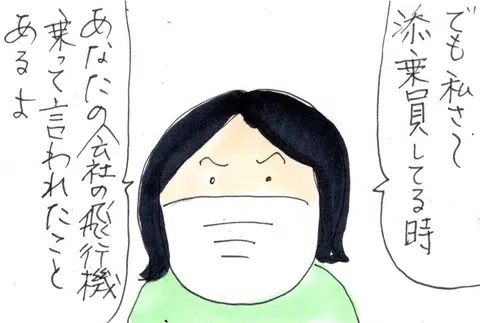 でも私さ〜
添乗員してる時
あなたの会社の飛行機
乗って言われたこと
あるよ